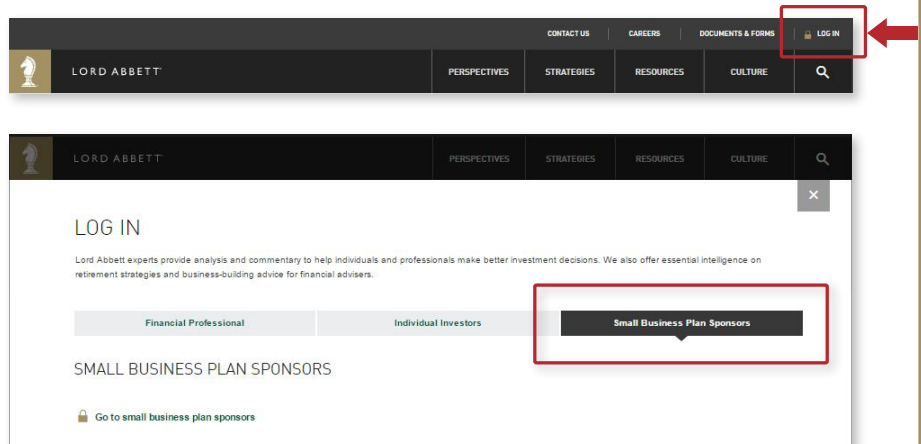 CONTACT US CAREERS DOCUMENTS & FORMS LOG IN
LORD ABBETT PERSPECTIVES STRATEGIES RESOURCES CULTURE
LORD ABBETT PERSPECTIVES STRATEGIES RESOURCES CULTURE
LOG IN
Lord Abbett experts provide analysis and commentary to help individuals and professionals make better investment decisions. We also offer essential intelligence on
retirement strategies and business-building advice for financial advisers.
Financial Professional Individual Investors Small Business Plan Sponsors
SMALL BUSINESS PLAN SPONSORS
Go to small business plan sponsors